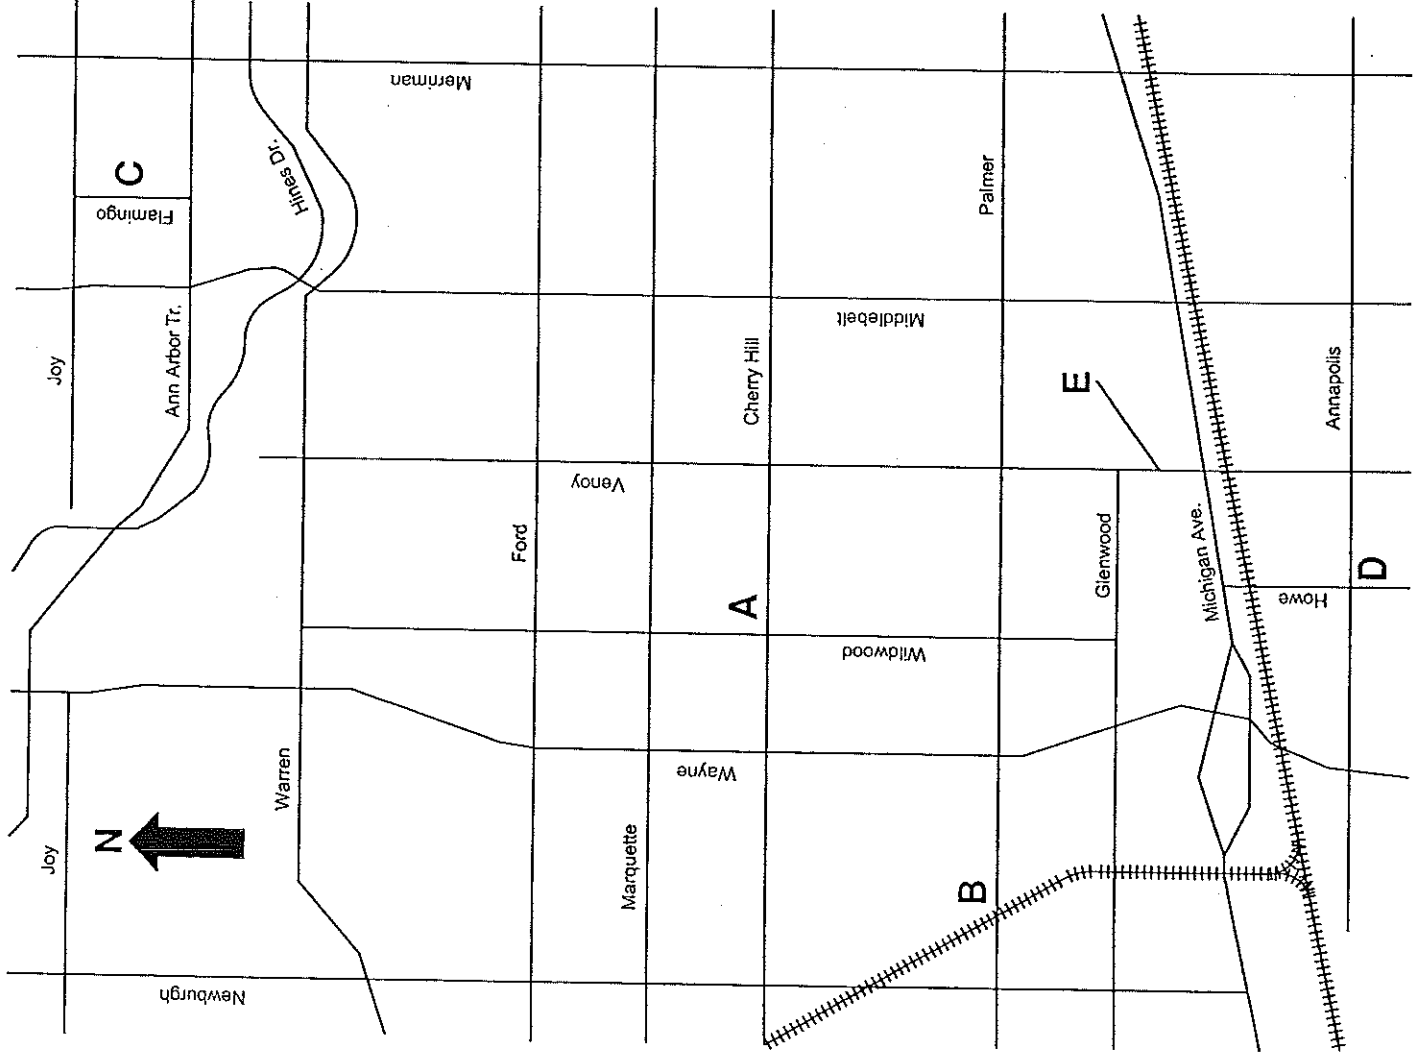 Joy
Flamingo
C
Ann Arbor Tr.
Hines Dr.
Merriman
Joy
N
Newburgh
Warren
Ford
Venoy
Marquette
Wayne
Cherry Hill
A
Wildwood
Middlebelt
Palmer
B
E
Glenwood
Michigan Ave.
Howe
Annapolis
D